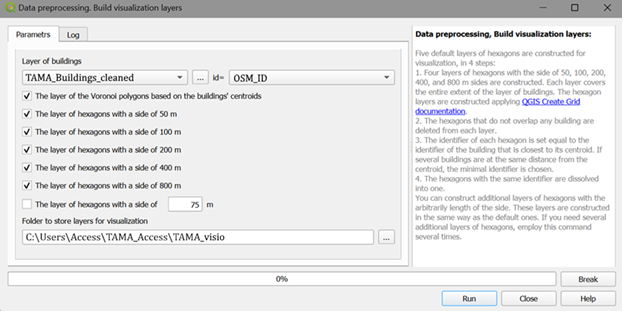 Data preprocessing. Build visualization layers
Parametrs
Log
Layer of buildings
TAMA_Buildings_cleaned
...
id=
OSM_ID
The layer of the Voronoi polygons based on the buildings' centroids
The layer of hexagons with a side of 50 m
The layer of hexagons with a side of 100 m
The layer of hexagons with a side of 200 m
The layer of hexagons with a side of 400 m
The layer of hexagons with a side of 800 m
The layer of hexagons with a side of 75 m
Folder to store layers for visualization
C:\Users\Access\TAMA_Access\TAMA_visio
...
Data preprocessing, Build visualization layers:
Five default layers of hexagons are constructed for
visualization, in 4 steps:
1. Four layers of hexagons with the side of 50, 100, 200,
400, and 800 m sides are constructed. Each layer covers
the entire extent of the layer of buildings. The hexagon
layers are constructed applying QGIS Create Grid
documentation.
2. The hexagons that do not overlap any building are
deleted from each layer.
3. The identifier of each hexagon is set equal to the
identifier of the building that is closest to its centroid. If
several buildings are at the same distance from the
centroid, the minimal identifier is chosen.
4. The hexagons with the same identifier are dissolved
into one.
You can construct additional layers of hexagons with the
arbitrarily length of the side. These layers are constructed
in the same way as the default ones. If you need several
additional layers of hexagons, employ this command
several times.
0%
Break
Run
Close
Help